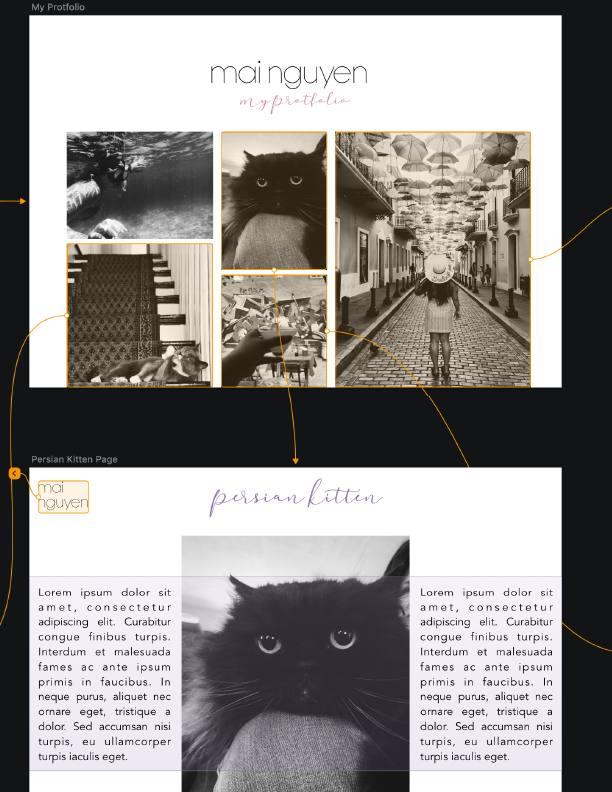 My Protfolio
mai nguyen
my protfolio
Persian Kitten Page
mai
nguyen
persian kitten
Lorem ipsum dolor sit
amet, consectetur
adipiscing elit. Curabitur
congue finibus turpis.
Interdum et malesuada
fames ac ante ipsum
primis in faucibus. In
neque purus, aliquet nec
ornare eget, tristique a
dolor. Sed accumsan nisi
turpis, eu ullamcorper
turpis iaculis eget.
Lorem ipsum dolor sit
amet, consectetur
adipiscing elit. Curabitur
congue finibus turpis.
Interdum et malesuada
fames ac ante ipsum
primis in faucibus. In
neque purus, aliquet nec
ornare eget, tristique a
dolor. Sed accumsan nisi
turpis, eu ullamcorper
turpis iaculis eget.